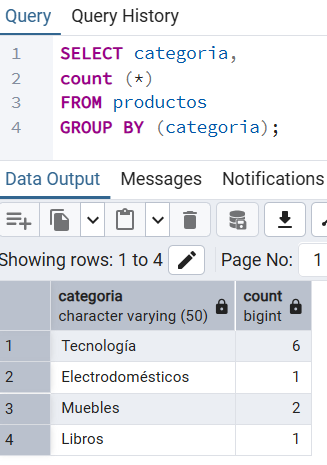 Query Query History
1 SELECT categoria,
2 count (*)
3 FROM productos
4 GROUP BY (categoria);
Data Output Messages Notifications
Showing rows: 1 to 4 Page No: 1
categoria count
character varying (50) bigint
1 Tecnología 6
2 Electrodomésticos 1
3 Muebles 2
4 Libros 1